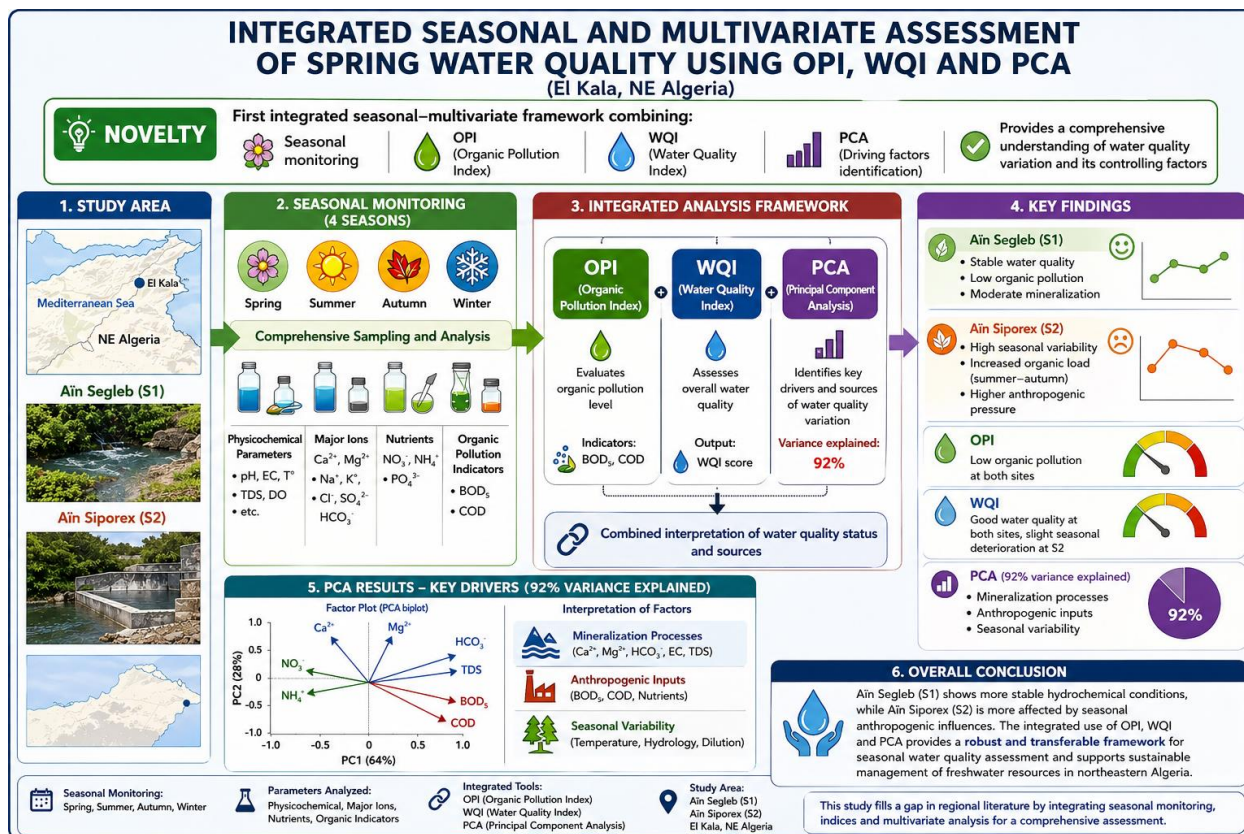 INTEGRATED SEASONAL AND MULTIVARIATE ASSESSMENT
OF SPRING WATER QUALITY USING OPI, WQI AND PCA
(El Kala, NE Algeria)
NOVELTY
First integrated seasonal–multivariate framework combining:
Seasonal
monitoring
OPI
(Organic Pollution
Index)
WQI
(Water Quality
Index)
PCA
(Driving factors
identification)
Provides a comprehensive
understanding of water quality
variation and its controlling factors
1. STUDY AREA
El Kala
Mediterranean Sea
NE Algeria
Aïn Segleb (S1)
Aïn Siporex (S2)
2. SEASONAL MONITORING
(4 SEASONS)
Spring
Summer
Autumn
Winter
Comprehensive Sampling and Analysis
Physicochemical
Parameters
• pH, EC, T°
• TDS, DO
• etc.
Major Ions
Ca²⁺, Mg²⁺
• Na⁺, K⁺,
• Cl⁻, SO₄²⁻
HCO₃⁻
Nutrients
NO₃⁻, NH₄⁺
• PO₄³⁻
Organic
Pollution
Indicators
• BOD₅
• COD
3. INTEGRATED ANALYSIS FRAMEWORK
OPI
(Organic
Pollution Index)
Evaluates
organic pollution
level
Indicators:
BOD₅, COD
+
WQI
(Water Quality
Index)
Assesses
overall water
quality
Output:
WQI score
+
PCA
(Principal Component
Analysis)
Identifies key
drivers and sources
of water quality
variation
Variance explained:
92%
Combined interpretation of water quality status
and sources
4. KEY FINDINGS
Aïn Segleb (S1)
• Stable water quality
• Low organic pollution
• Moderate mineralization
Aïn Siporex (S2)
• High seasonal variability
• Increased organic load
(summer–autumn)
• Higher anthropogenic
pressure
OPI
Low organic pollution
at both sites
WQI
Good water quality at
both sites, slight seasonal
deterioration at S2
PCA (92% variance explained)
• Mineralization processes
• Anthropogenic inputs
• Seasonal variability
92%
5. PCA RESULTS – KEY DRIVERS (92% VARIANCE EXPLAINED)
Factor Plot (PCA biplot)
PC2 (28%)
1.0
0.5
0
-0.5
-1.0
Ca²⁺
Mg²⁺
HCO₃⁻
TDS
NO₃⁻
NH₄⁺
BOD₅
COD
-1.0
-0.5
0
0.5
1.0
PC1 (64%)
Interpretation of Factors
Mineralization Processes
(Ca²⁺, Mg²⁺, HCO₃⁻, EC, TDS)
Anthropogenic Inputs
(BOD₅, COD, Nutrients)
Seasonal Variability
(Temperature, Hydrology, Dilution)
6. OVERALL CONCLUSION
Aïn Segleb (S1) shows more stable hydrochemical conditions,
while Aïn Siporex (S2) is more affected by seasonal
anthropogenic influences. The integrated use of OPI, WQI
and PCA provides a robust and transferable framework for
seasonal water quality assessment and supports sustainable
management of freshwater resources in northeastern Algeria.
Seasonal Monitoring:
Spring, Summer, Autumn, Winter
Parameters Analyzed:
Physicochemical, Major Ions,
Nutrients, Organic Indicators
Integrated Tools:
OPI (Organic Pollution Index)
WQI (Water Quality Index)
PCA (Principal Component Analysis)
Study Area:
Aïn Segleb (S1)
Aïn Siporex (S2)
El Kala, NE Algeria
This study fills a gap in regional literature by integrating seasonal monitoring,
indices and multivariate analysis for a comprehensive assessment.